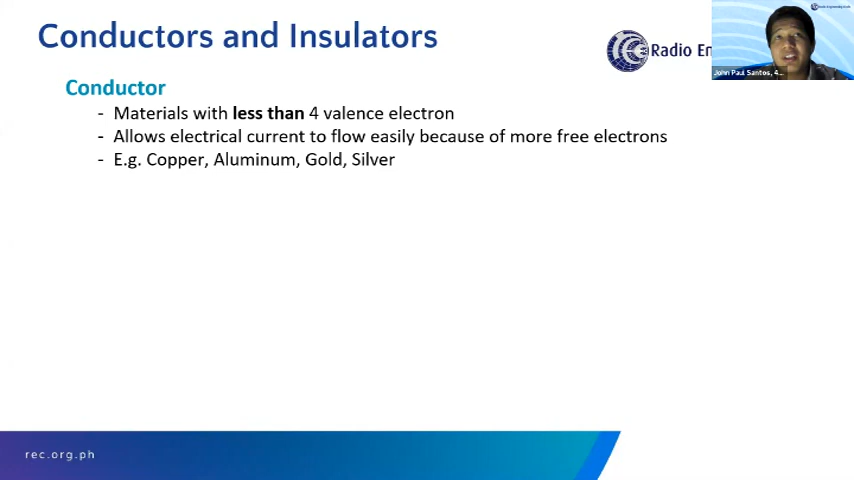 Conductors and Insulators
Radio En
John Paul Santos, 4...
Conductor
- Materials with less than 4 valence electron
- Allows electrical current to flow easily because of more free electrons
- E.g. Copper, Aluminum, Gold, Silver
rec.org.ph